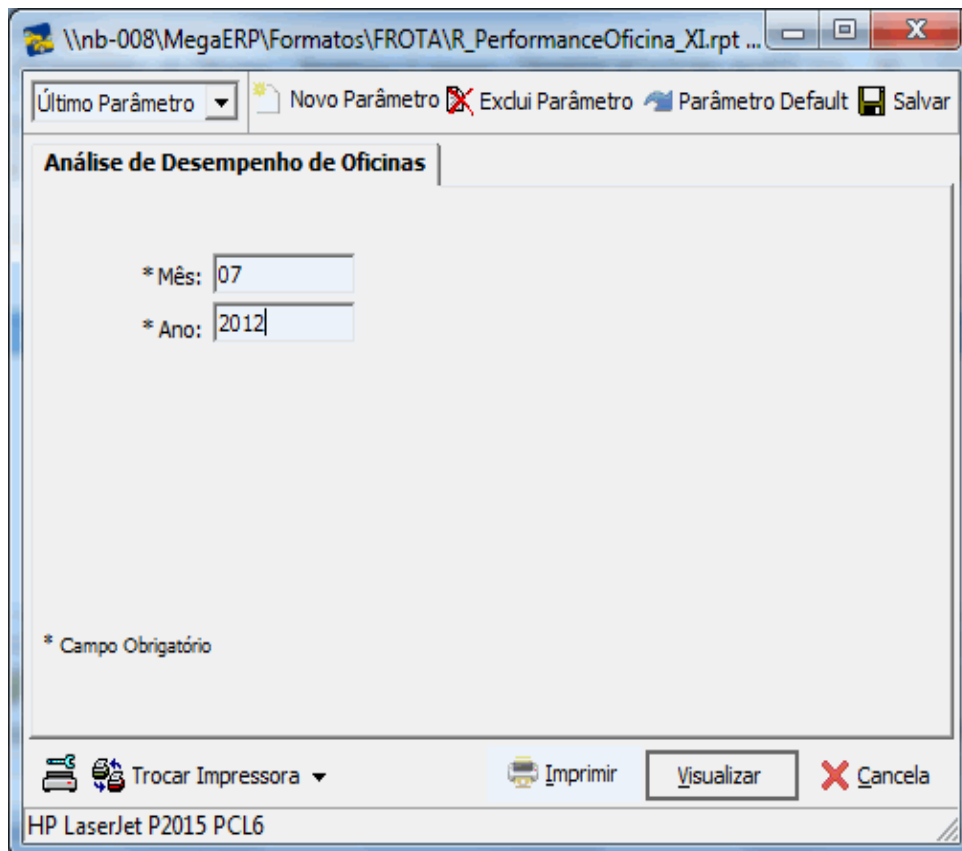 \\nb-008\MegaERP\Formatos\FROTA\R_PerformanceOficina_XI.rpt ...
Último Parâmetro Novo Parâmetro Exclui Parâmetro Parâmetro Default Salvar
Análise de Desempenho de Oficinas
* Mês: 07
* Ano: 2012
* Campo Obrigatório
Trocar Impressora Imprimir Visualizar Cancela
HP LaserJet P2015 PCL6